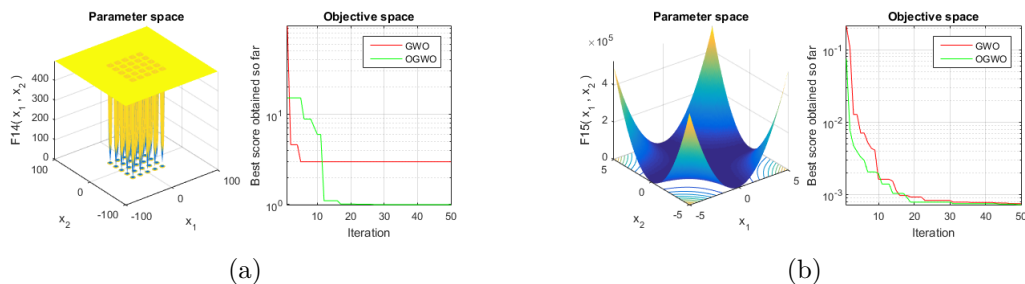 Parameter space
F14( x1 , x2 )
400
300
200
100
0
100
0
-100
x2
-100
0
100
x1
Objective space
Best score obtained so far
10^1
10^0
10
20
30
40
50
Iteration
GWO
OGWO
(a)
Parameter space
×10^5
F15( x1 , x2 )
4
2
0
5
0
-5
x2
-5
0
5
x1
Objective space
Best score obtained so far
10^-1
10^-2
10^-3
10
20
30
40
50
Iteration
GWO
OGWO
(b)